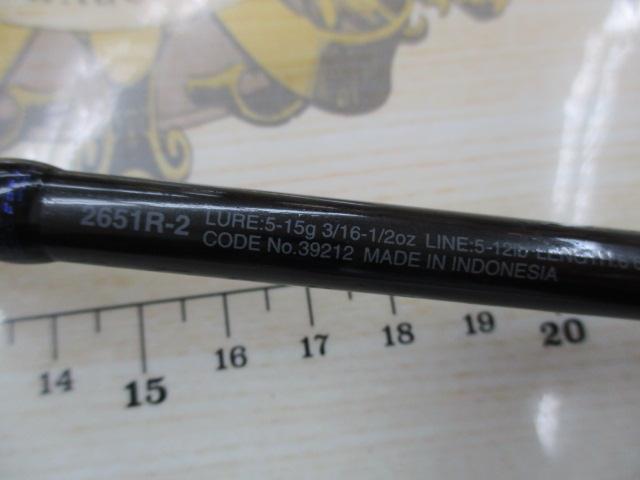 2651R-2 LURE:5-15g 3/16-1/2oz LINE:5-12lb
CODE No.39212 MADE IN INDONESIA
14 15 16 17 18 19 20